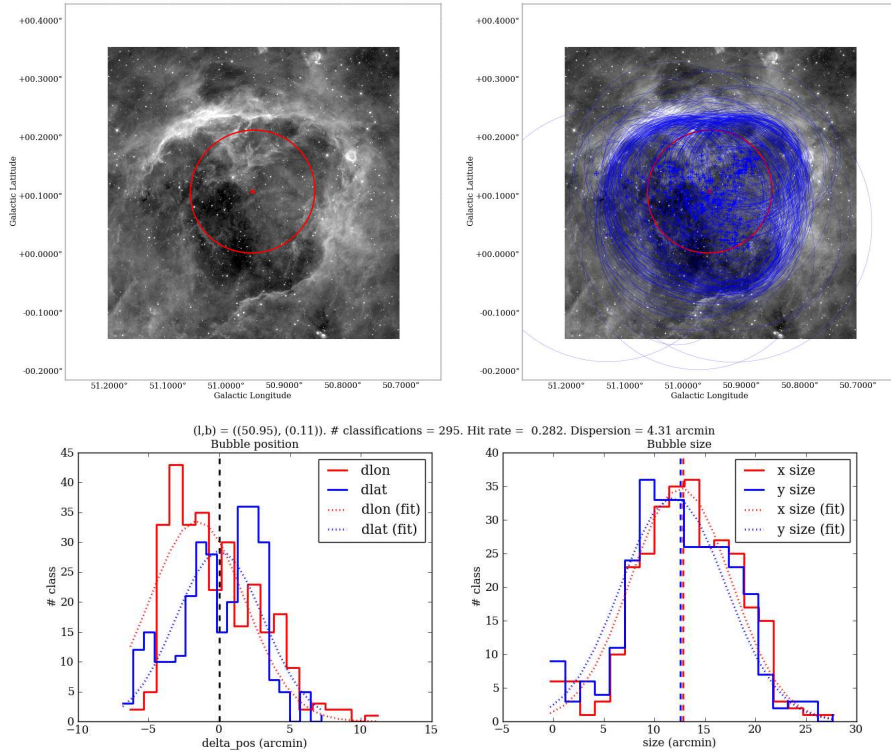 +00.4000"
+00.3000"
+00.2000"
+00.1000"
+00.0000"
-00.1000"
-00.2000"
Galactic Latitude
51.2000" 51.1000" 51.0000" 50.9000" 50.8000" 50.7000"
Galactic Longitude
+00.4000"
+00.3000"
+00.2000"
+00.1000"
+00.0000"
-00.1000"
-00.2000"
Galactic Latitude
51.2000" 51.1000" 51.0000" 50.9000" 50.8000" 50.7000"
Galactic Longitude
(l,b) = ((50.95), (0.11)). # classifications = 295. Hit rate = 0.282. Dispersion = 4.31 arcmin
Bubble position
45
40
35
30
25
20
15
10
5
0
# class
dlon
dlat
dlon (fit)
dlat (fit)
−10 −5 0 5 10 15
delta_pos (arcmin)
Bubble size
40
35
30
25
20
15
10
5
0
# class
x size
y size
x size (fit)
y size (fit)
−5 0 5 10 15 20 25 30
size (arcmin)